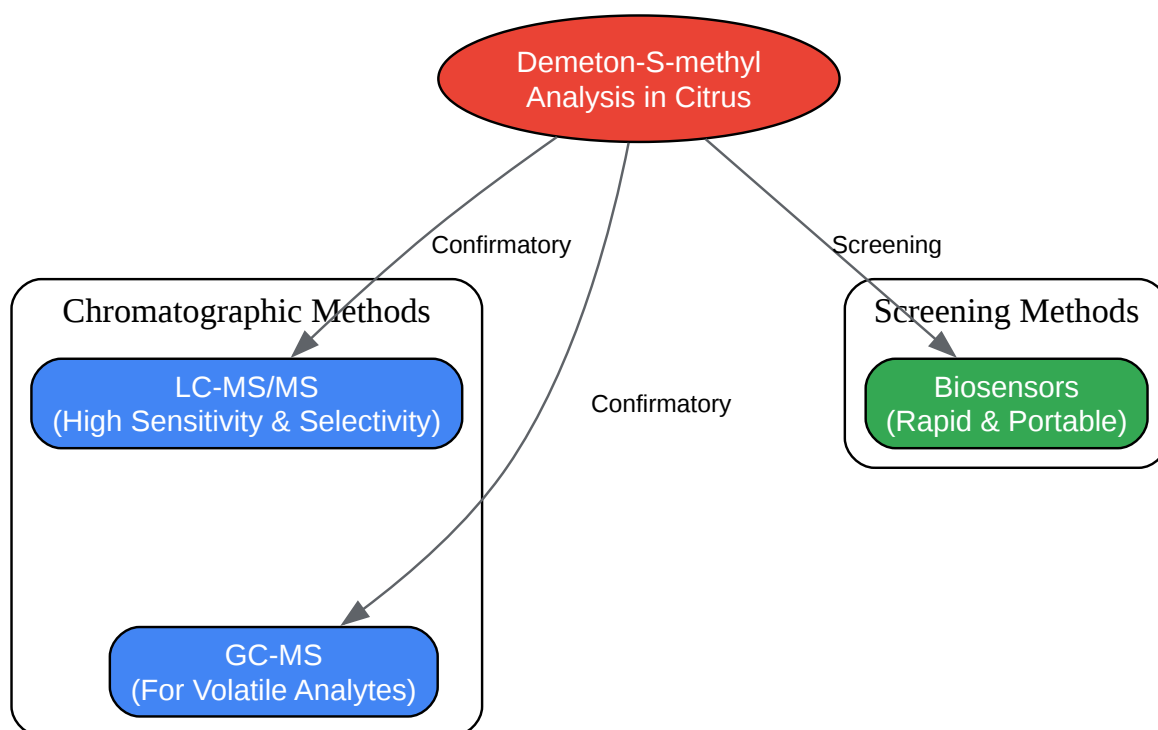 Demeton-S-methyl
Analysis in Citrus
Confirmatory
Screening
Chromatographic Methods
Screening Methods
LC-MS/MS
(High Sensitivity & Selectivity)
Biosensors
(Rapid & Portable)
Confirmatory
GC-MS
(For Volatile Analytes)